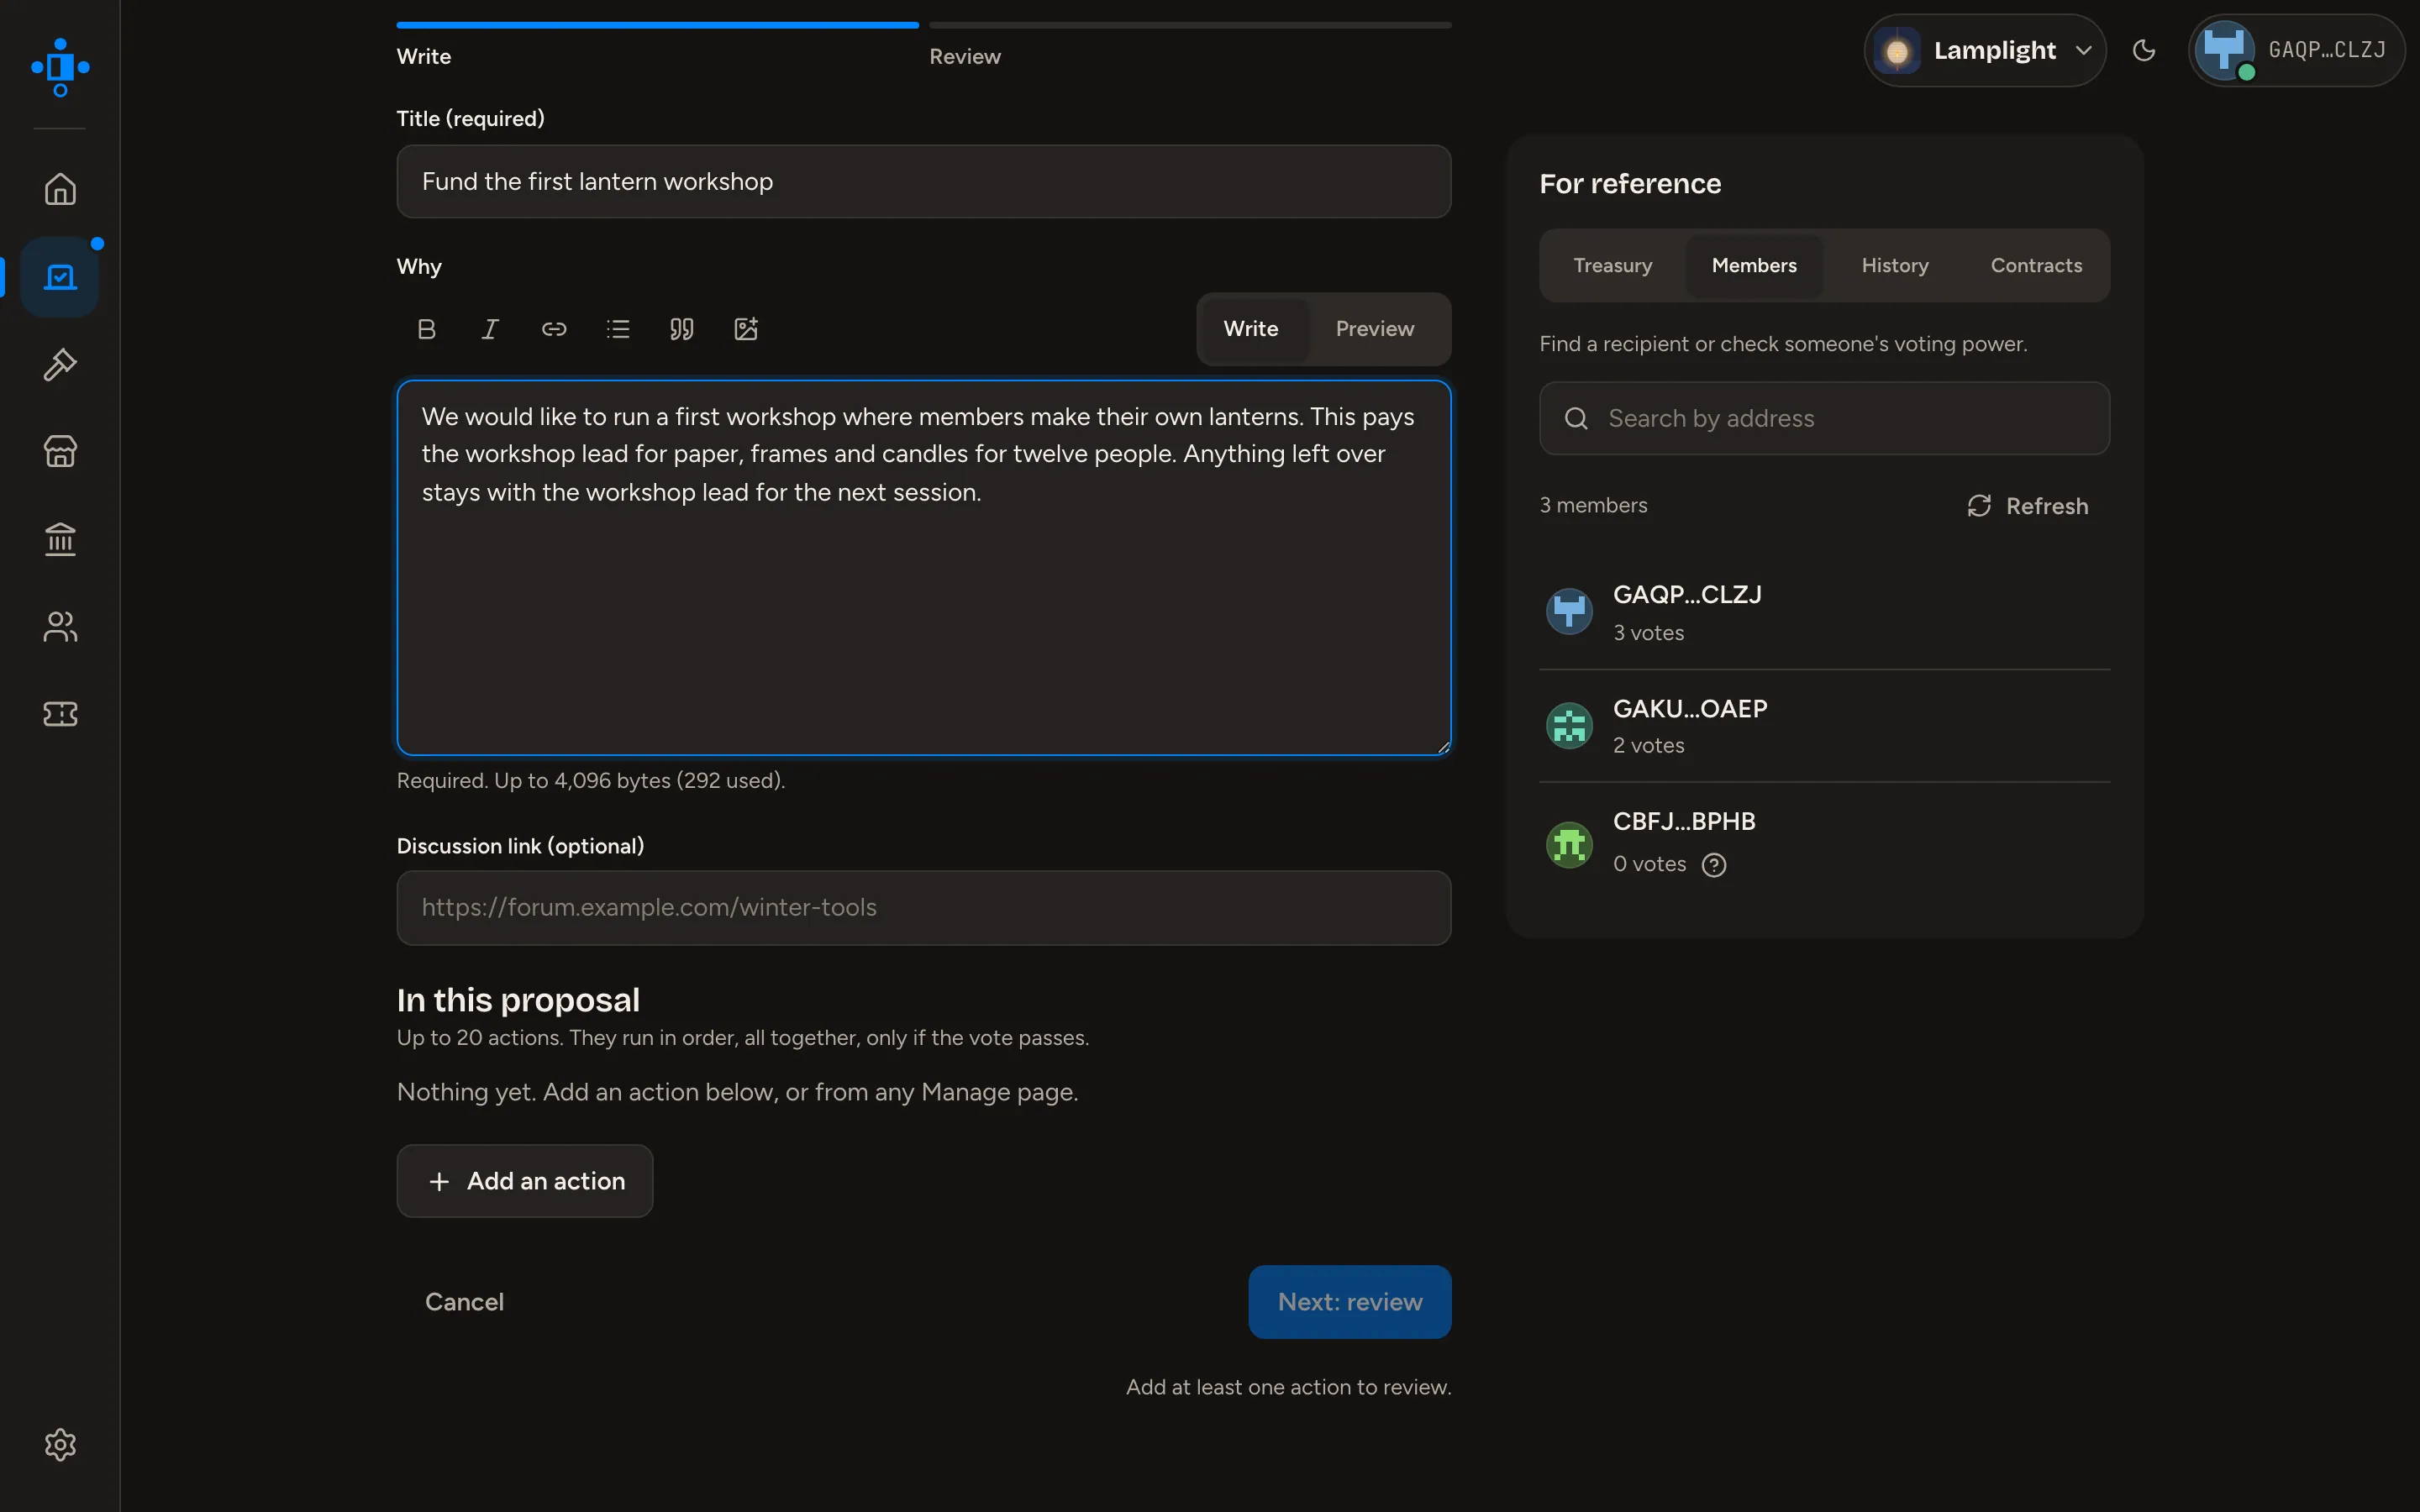 Write
Review
Lamplight
GAQP...CLZJ
Title (required)
Fund the first lantern workshop
Why
Write
Preview
We would like to run a first workshop where members make their own lanterns. This pays
the workshop lead for paper, frames and candles for twelve people. Anything left over
stays with the workshop lead for the next session.
Required. Up to 4,096 bytes (292 used).
Discussion link (optional)
https://forum.example.com/winter-tools
In this proposal
Up to 20 actions. They run in order, all together, only if the vote passes.
Nothing yet. Add an action below, or from any Manage page.
Add an action
Cancel
Next: review
Add at least one action to review.
For reference
Treasury
Members
History
Contracts
Find a recipient or check someone's voting power.
Search by address
3 members
Refresh
GAQP...CLZJ
3 votes
GAKU...OAEP
2 votes
CBFJ...BPHB
0 votes